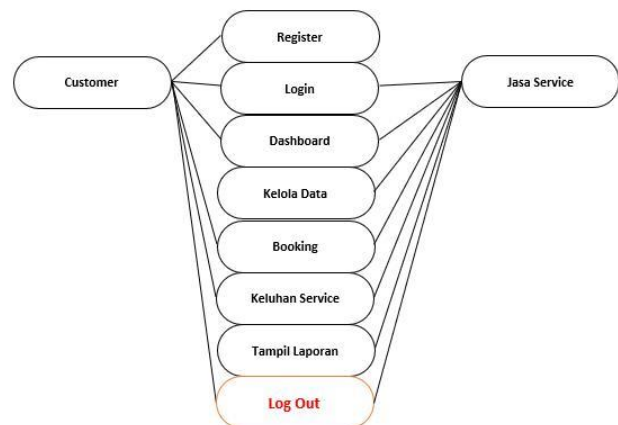 Register
Customer
Login
Jasa Service
Dashboard
Kelola Data
Booking
Keluhan Service
Tampil Laporan
Log Out